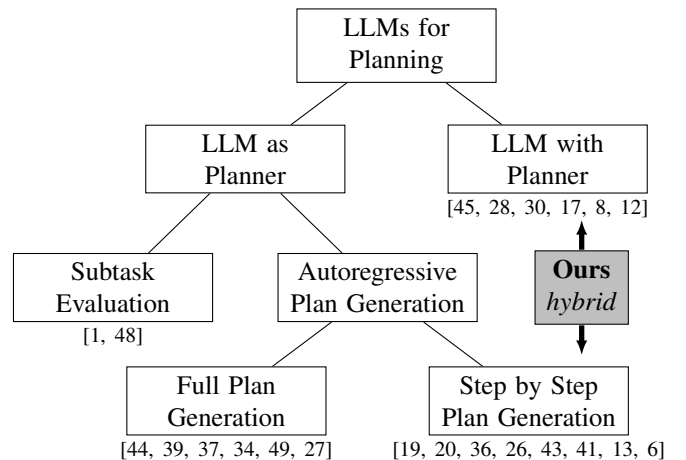 LLMs for
Planning
LLM as
Planner
LLM with
Planner
[45, 28, 30, 17, 8, 12]
Subtask
Evaluation
[1, 48]
Autoregressive
Plan Generation
Ours
hybrid
Full Plan
Generation
[44, 39, 37, 34, 49, 27]
Step by Step
Plan Generation
[19, 20, 36, 26, 43, 41, 13, 6]